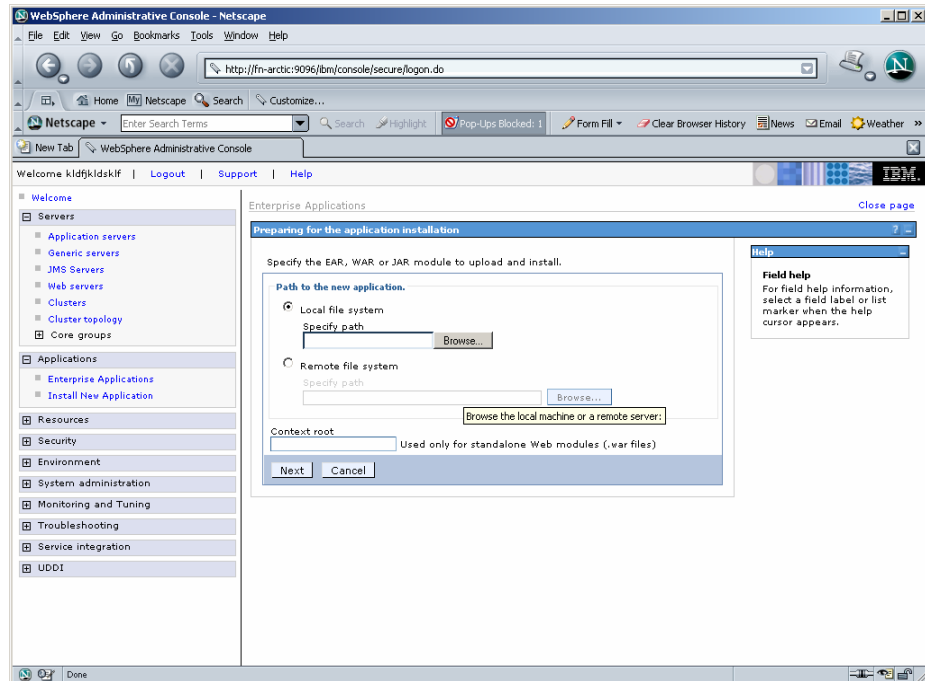 WebSphere Administrative Console - Netscape
File Edit View Go Bookmarks Tools Window Help
http://fn-arctic:9096/ibm/console/secure/logon.do
N
Home My Netscape Search Customize...
Netscape Enter Search Terms Search Highlight Pop-Ups Blocked: 1 Form Fill Clear Browser History News Email Weather »
New Tab WebSphere Administrative Console
Welcome kldfjkldsklf | Logout | Support | Help IBM.
Welcome
Servers
Application servers
Generic servers
JMS Servers
Web servers
Clusters
Cluster topology
Core groups
Applications
Enterprise Applications
Install New Application
Resources
Security
Environment
System administration
Monitoring and Tuning
Troubleshooting
Service integration
UDDI
Enterprise Applications Close page
Preparing for the application installation ? _
Specify the EAR, WAR or JAR module to upload and install.
Path to the new application.
Local file system
Specify path
Browse...
Remote file system
Specify path
Browse...
Browse the local machine or a remote server:
Context root
Used only for standalone Web modules (.war files)
Next Cancel
Help
Field help
For field help information,
select a field label or list
marker when the help
cursor appears.
Done